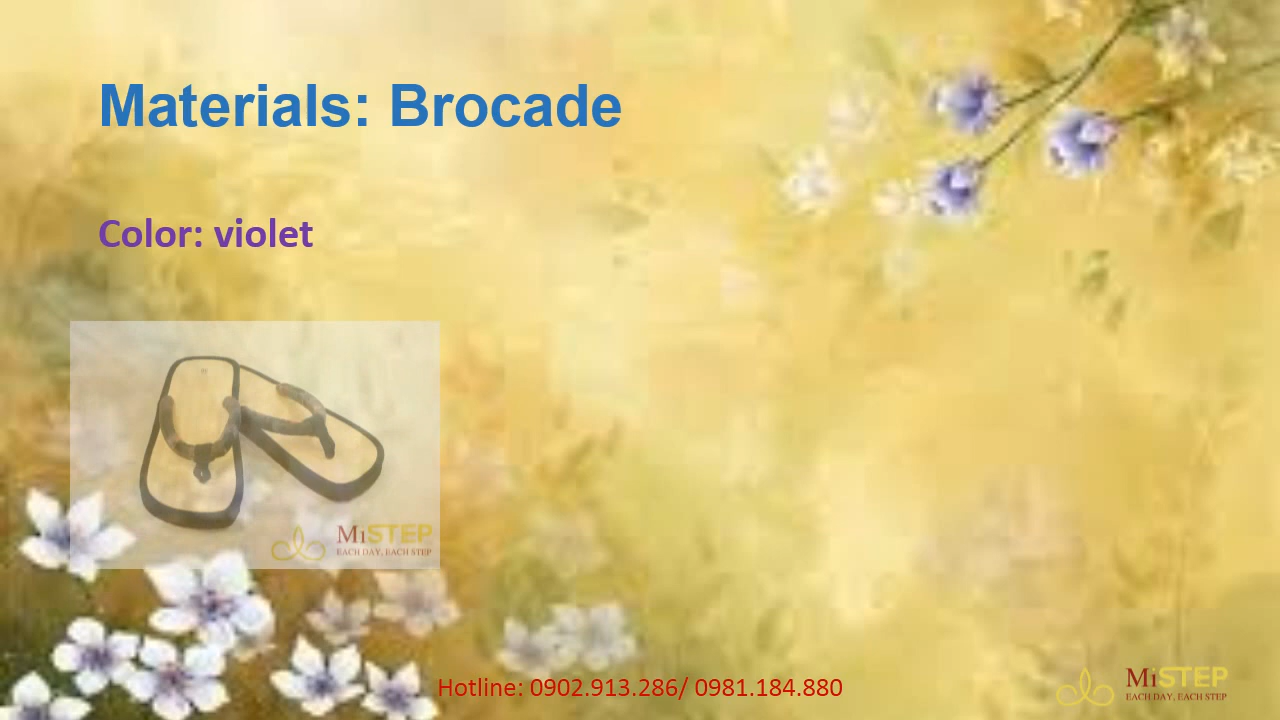 Materials: Brocade
Color: violet
MiSTEP
EACH DAY, EACH STEP
Hotline: 0902.913.286/ 0981.184.880
MiSTEP
EACH DAY, EACH STEP